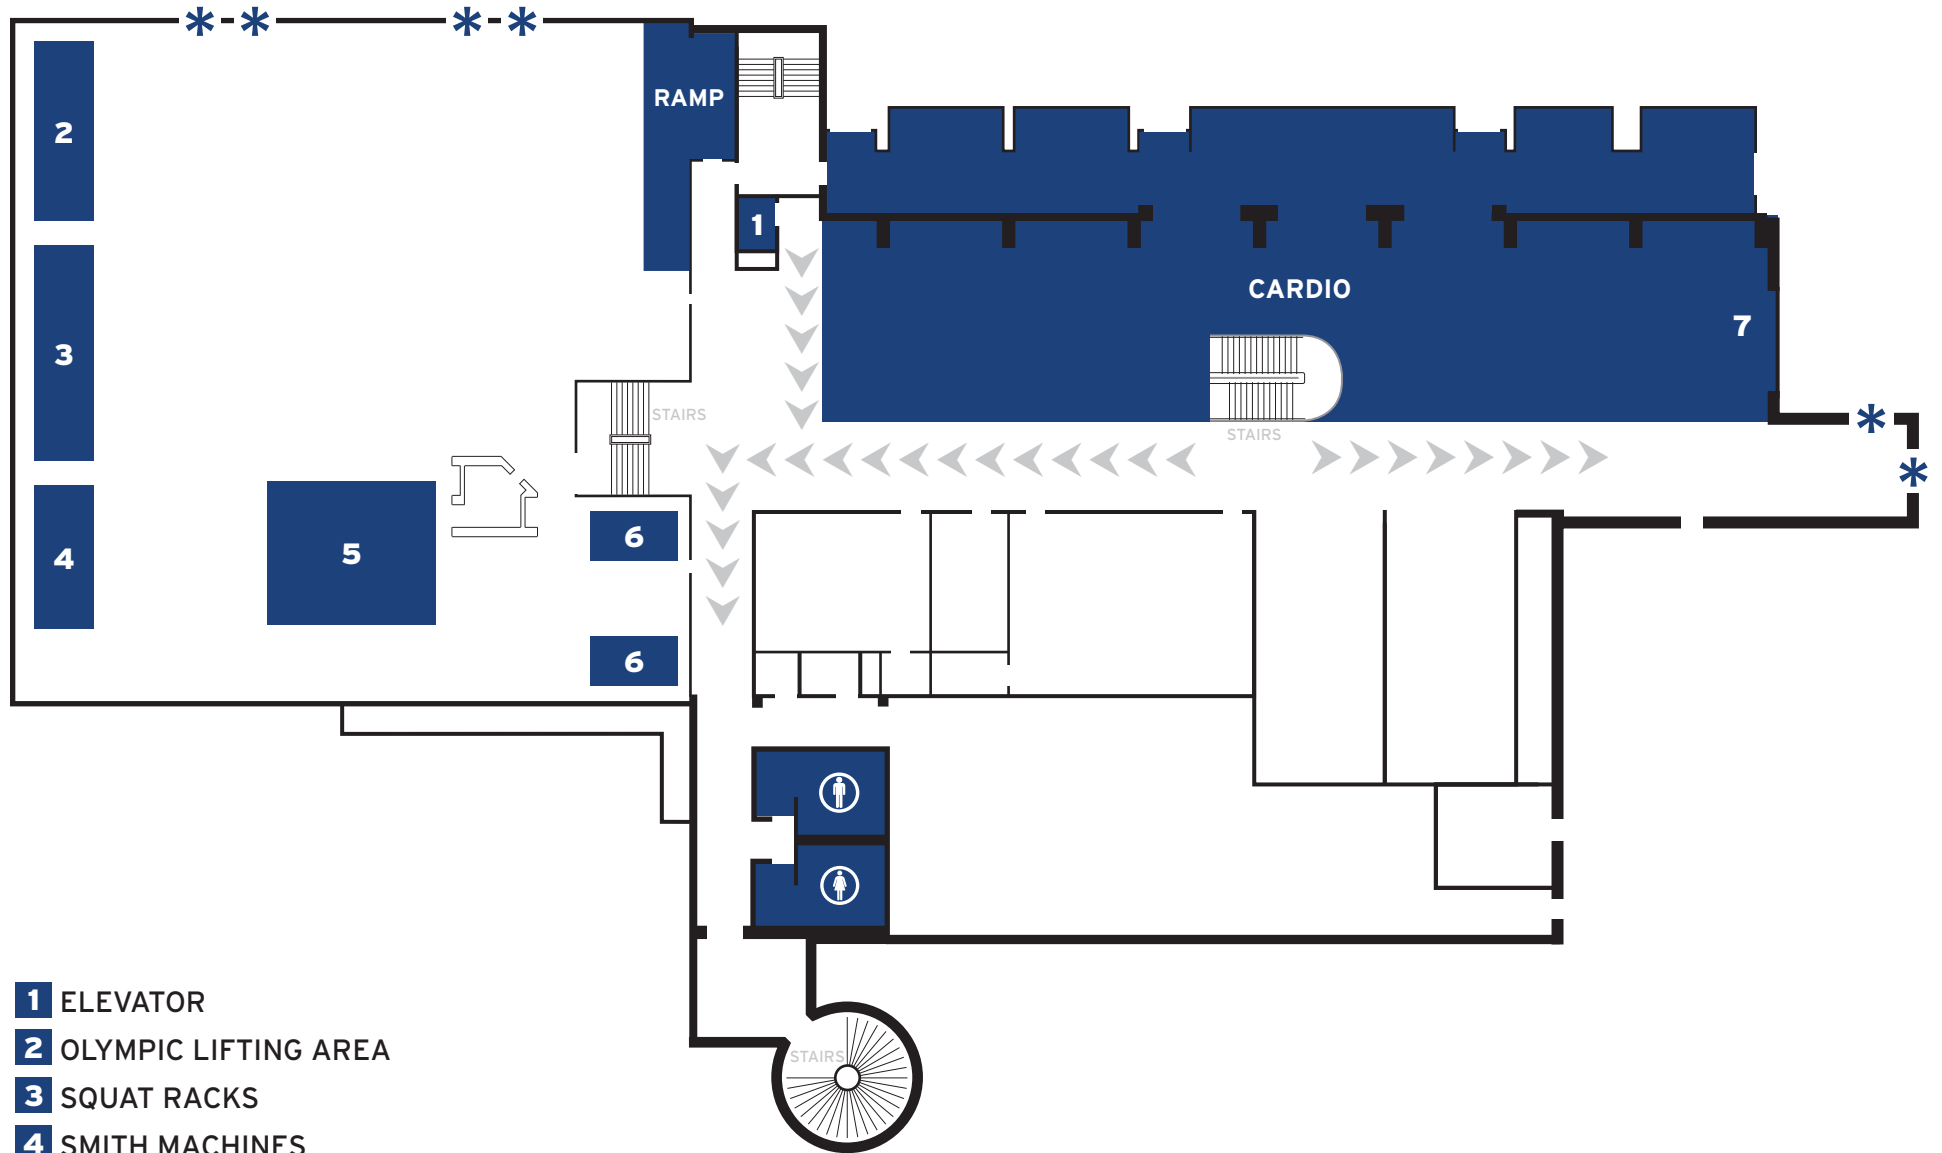 * * * *
RAMP
2
1
CARDIO
7
3
STAIRS
*
STAIRS
*
6
5
4
6
STAIRS
1 ELEVATOR
2 OLYMPIC LIFTING AREA
3 SQUAT RACKS
4 SMITH MACHINES